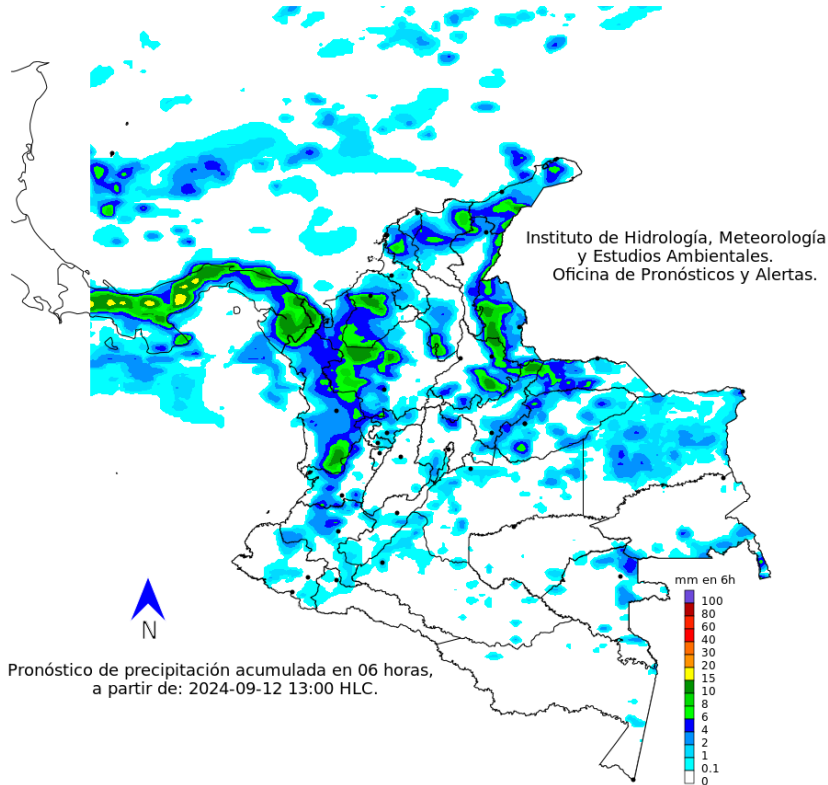 Instituto de Hidrología, Meteorología
y Estudios Ambientales.
Oficina de Pronósticos y Alertas.
mm en 6h
100
80
60
40
30
20
15
10
8
6
4
2
1
0.1
0
N
Pronóstico de precipitación acumulada en 06 horas,
a partir de: 2024-09-12 13:00 HLC.